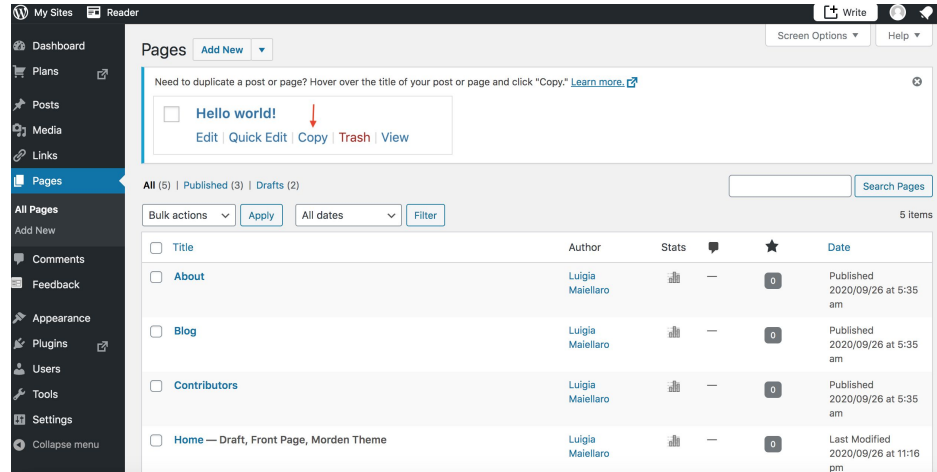 My Sites Reader Write
Screen Options ▼ Help ▼
Dashboard
Plans
Posts
Media
Links
Pages
All Pages
Add New
Comments
Feedback
Appearance
Plugins
Users
Tools
Settings
Collapse menu
Pages Add New ▼
Need to duplicate a post or page? Hover over the title of your post or page and click "Copy." Learn more.
Hello world!
Edit | Quick Edit | Copy | Trash | View
All (5) | Published (3) | Drafts (2)
Search Pages
Bulk actions Apply All dates Filter 5 items
Title Author Stats Date
About Luigia Maiellaro — 0 Published
2020/09/26 at 5:35
am
Blog Luigia Maiellaro — 0 Published
2020/09/26 at 5:35
am
Contributors Luigia Maiellaro — 0 Published
2020/09/26 at 5:35
am
Home — Draft, Front Page, Morden Theme Luigia Maiellaro — 0 Last Modified
2020/09/26 at 11:16
pm